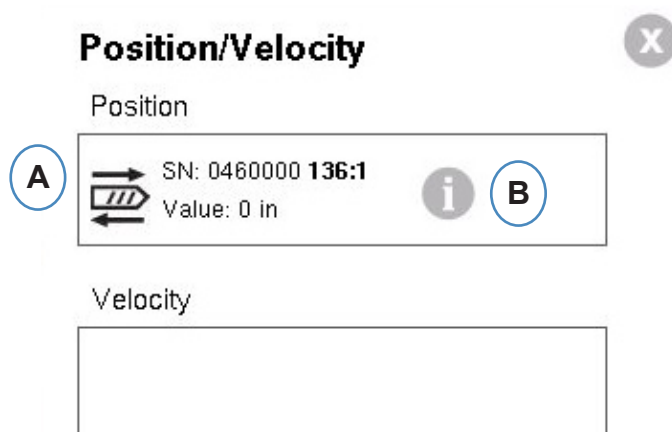 Position/Velocity
X
Position
A
SN: 0460000 136:1
Value: 0 in
i
B
Velocity